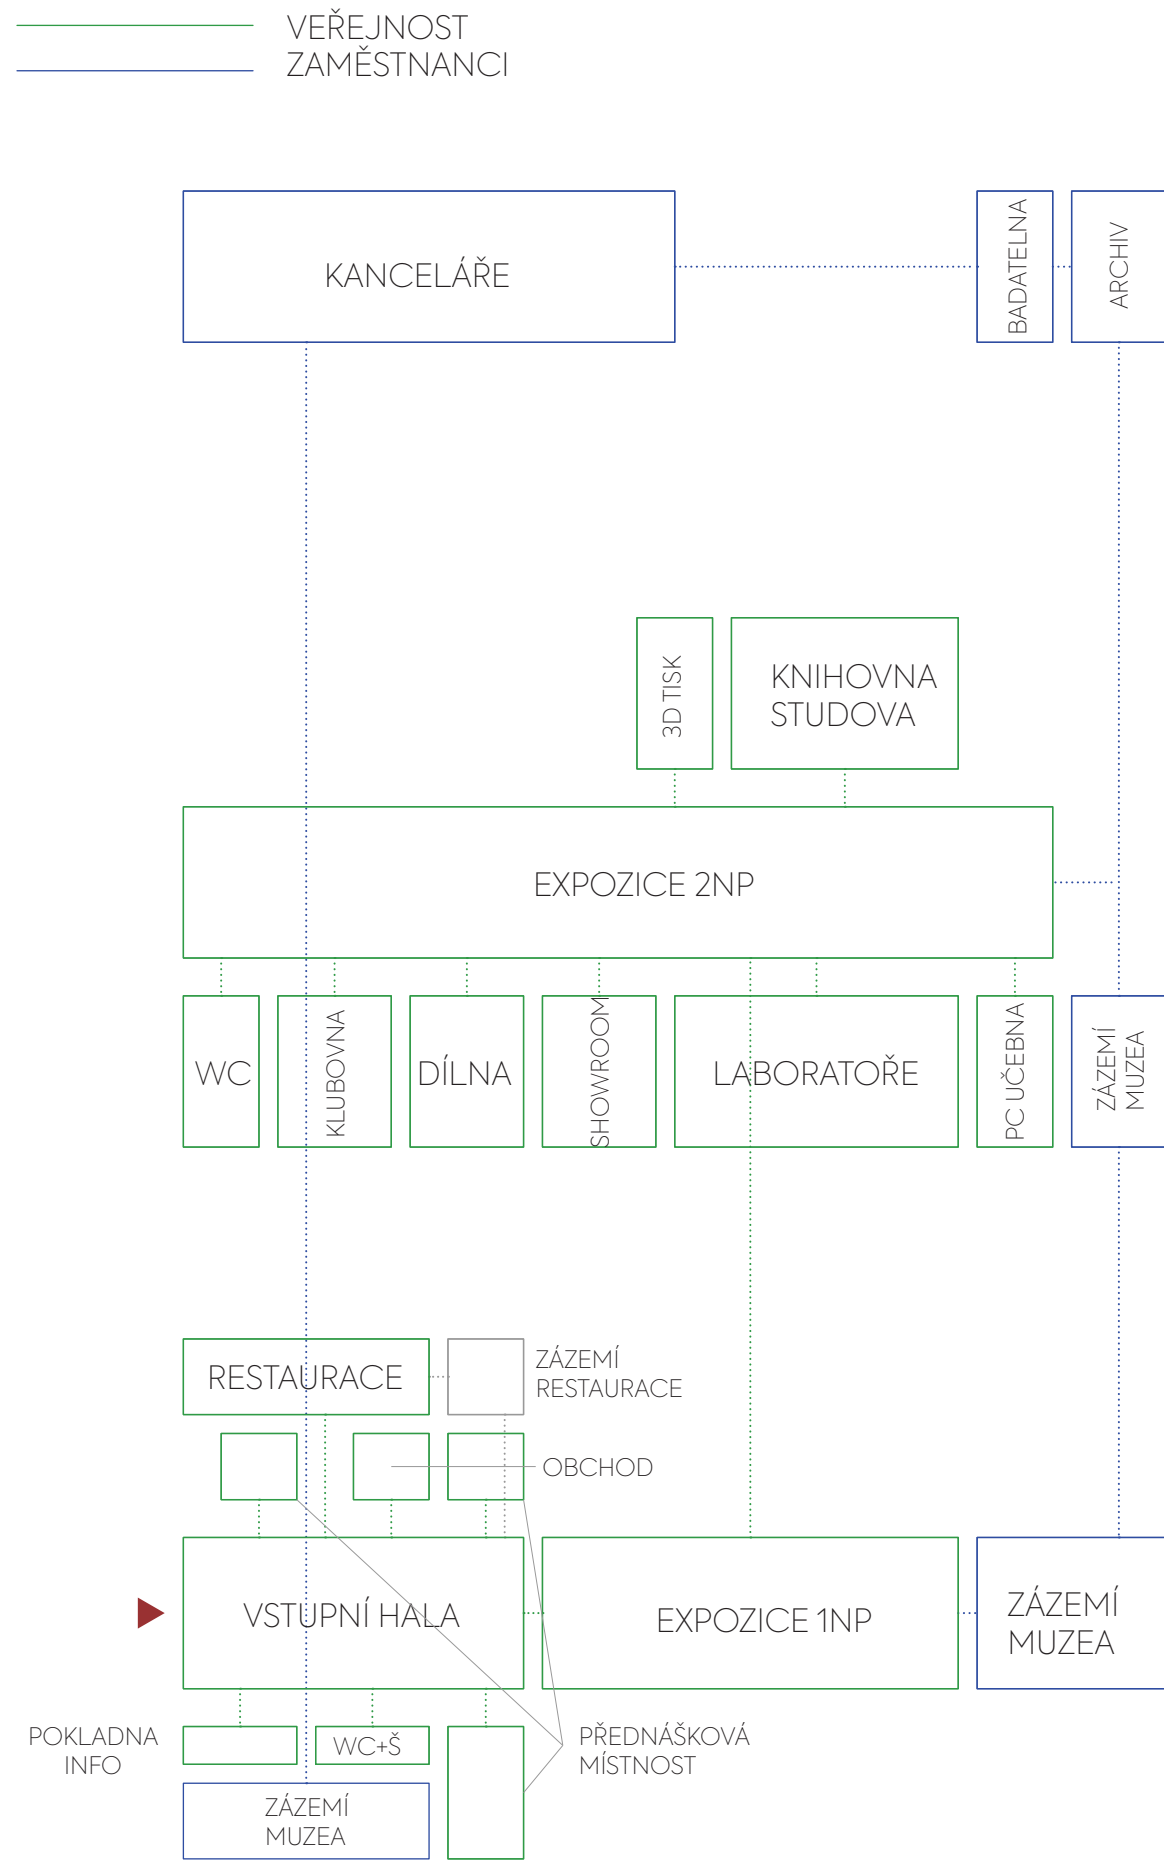 VEŘEJNOST
ZAMĚSTNANCI
KANCELÁŘE
BADATELNA
ARCHIV
3D TISK
KNIHOVNA
STUDOVA
EXPOZICE 2NP
WC
KLUBOVNA
DÍLNA
SHOWROOM
LABORATOŘE
PC UČEBNA
ZÁZEMÍ
MUZEA
RESTAURACE
ZÁZEMÍ
RESTAURACE
OBCHOD
VSTUPNÍ HALA
EXPOZICE 1NP
ZÁZEMÍ
MUZEA
POKLADNA
INFO
WC+Š
PŘEDNÁŠKOVÁ
MÍSTNOST
ZÁZEMÍ
MUZEA